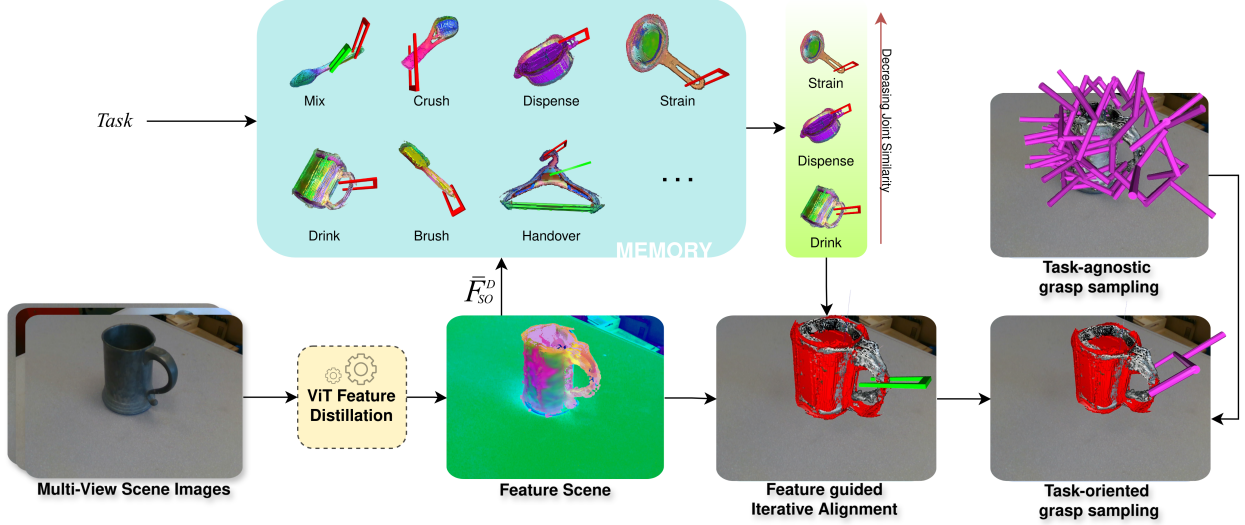 Task
Mix
Crush
Dispense
Strain
Drink
Brush
Handover
...
MEMORY
Strain
Dispense
Drink
Decreasing Joint Similarity
Task-agnostic
grasp sampling
F̅ᴰSO
ViT Feature
Distillation
Multi-View Scene Images
Feature Scene
Feature guided
Iterative Alignment
Task-oriented
grasp sampling